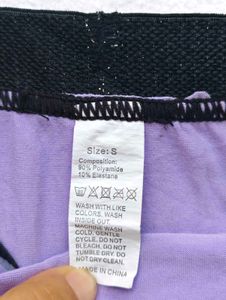 Size: S
Composition:
90% Polyamide
10% Elastana
WASH WITH LIKE
COLORS, WASH
INSIDE OUT.
MACHINE WASH
COLD. GENTLE
CYCLE. DO NOT
BLEACH. DO NOT
TUMBLE DRY. DO
NOT DRY CLEAN.
MADE IN CHINA